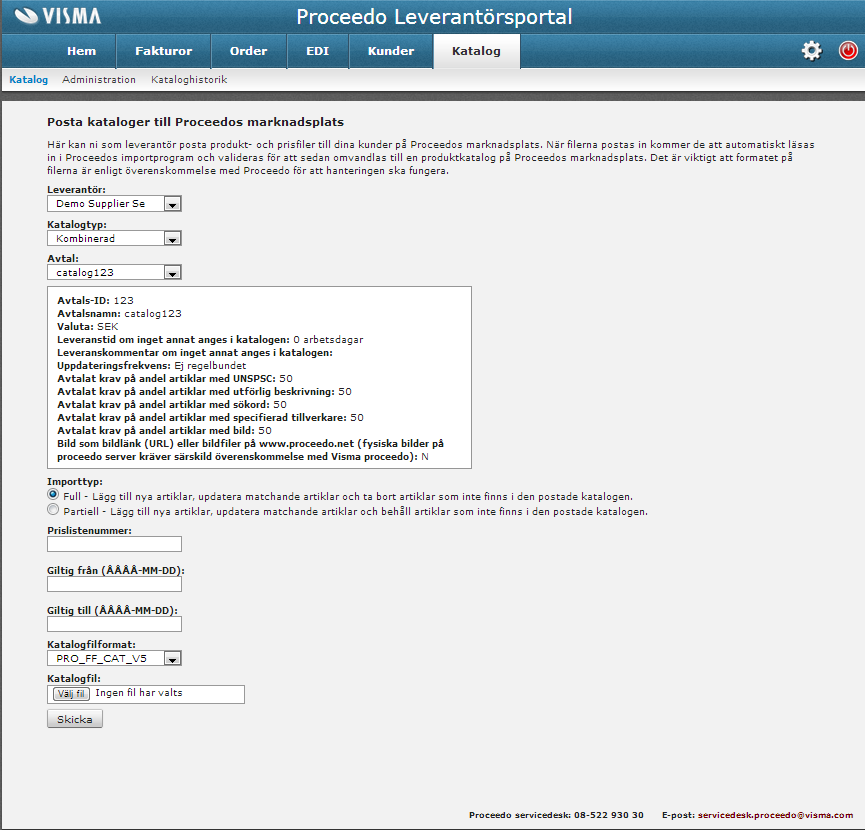 VISMA
Proceedo Leverantörsportal
Hem Fakturor Order EDI Kunder Katalog
Katalog Administration Kataloghistorik
Posta kataloger till Proceedos marknadsplats
Här kan ni som leverantör posta produkt- och prisfiler till dina kunder på Proceedos marknadsplats. När filerna postas in kommer de att automatiskt läsas
in i Proceedos importprogram och valideras för att sedan omvandlas till en produktkatalog på Proceedos marknadsplats. Det är viktigt att formatet på
filerna är enligt överenskommelse med Proceedo för att hanteringen ska fungera.
Leverantör:
Demo Supplier Se
Katalogtyp:
Kombinerad
Avtal:
catalog123
Avtals-ID: 123
Avtalsnamn: catalog123
Valuta: SEK
Leveranstid om inget annat anges i katalogen: 0 arbetsdagar
Leveranskommentar om inget annat anges i katalogen:
Uppdateringsfrekvens: Ej regelbundet
Avtalat krav på andel artiklar med UNSPSC: 50
Avtalat krav på andel artiklar med utförlig beskrivning: 50
Avtalat krav på andel artiklar med sökord: 50
Avtalat krav på andel artiklar med specifierad tillverkare: 50
Avtalat krav på andel artiklar med bild: 50
Bild som bildlänk (URL) eller bildfiler på www.proceedo.net (fysiska bilder på
proceedo server kräver särskild överenskommelse med Visma proceedo): N
Importtyp:
Full - Lägg till nya artiklar, updatera matchande artiklar och ta bort artiklar som inte finns i den postade katalogen.
Partiell - Lägg till nya artiklar, updatera matchande artiklar och behåll artiklar som inte finns i den postade katalogen.
Prislistenummer:
Giltig från (ÅÅÅÅ-MM-DD):
Giltig till (ÅÅÅÅ-MM-DD):
Katalogfilformat:
PRO_FF_CAT_V5
Katalogfil:
Välj fil Ingen fil har valts
Skicka
Proceedo servicedesk: 08-522 930 30 E-post: servicedesk.proceedo@visma.com